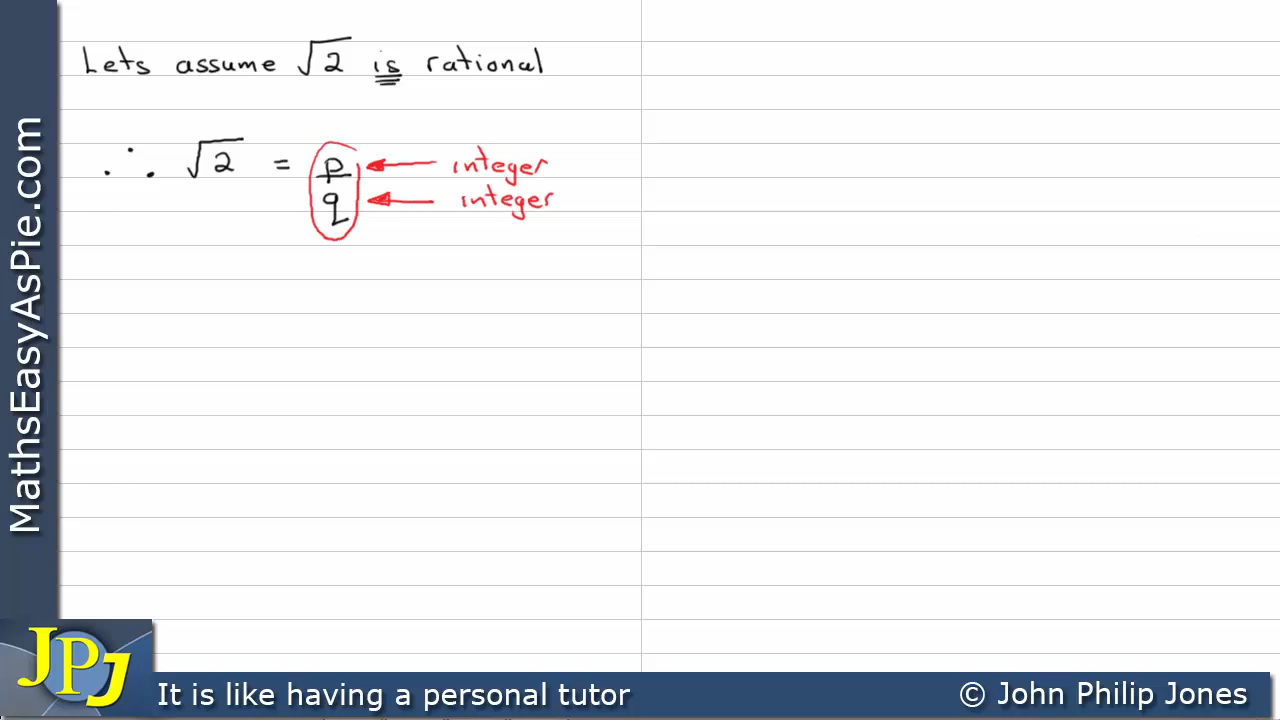 Lets assume √2 is rational
∴ √2 = p/q
integer
integer
MathsEasyAsPie.com
JPJ
It is like having a personal tutor
© John Philip Jones